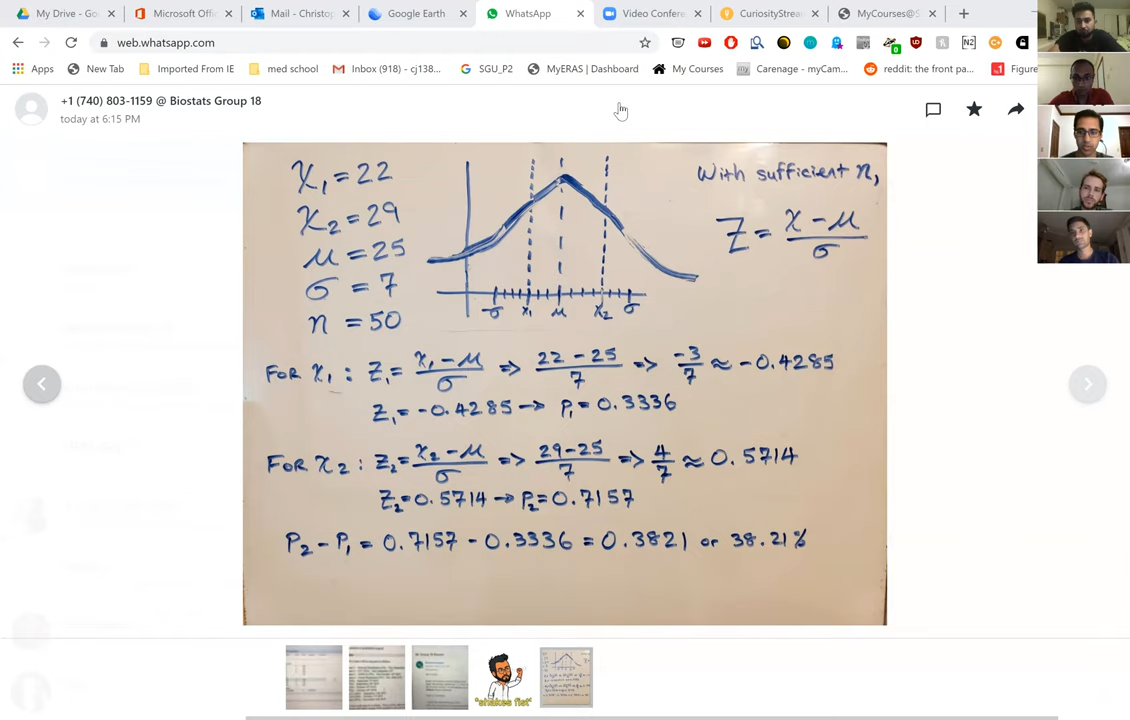 My Drive - Go
Microsoft Offi
Mail - Christop
Google Earth
WhatsApp
Video Confere
CuriosityStrea
MyCourses@S
web.whatsapp.com
Apps
New Tab
Imported From IE
med school
Inbox (918) - cj138...
SGU_P2
MyERAS | Dashboard
My Courses
Carenage - myCam...
reddit: the front pa...
Figure
+1 (740) 803-1159 @ Biostats Group 18
today at 6:15 PM
X₁ = 22
X₂ = 29
μ = 25
σ = 7
n = 50
-σ X₁ μ X₂ σ
With sufficient n,
Z = (x - μ)/σ
FOR X₁ : Z₁ = (X₁ - μ)/σ => (22 - 25)/7 => -3/7 ≈ -0.4285
Z₁ = -0.4285 → P₁ = 0.3336
FOR X₂ : Z₂ = (X₂ - μ)/σ => (29 - 25)/7 => 4/7 ≈ 0.5714
Z₂ = 0.5714 → P₂ = 0.7157
P₂ - P₁ = 0.7157 - 0.3336 = 0.3821 or 38.21%
*shakes fist*